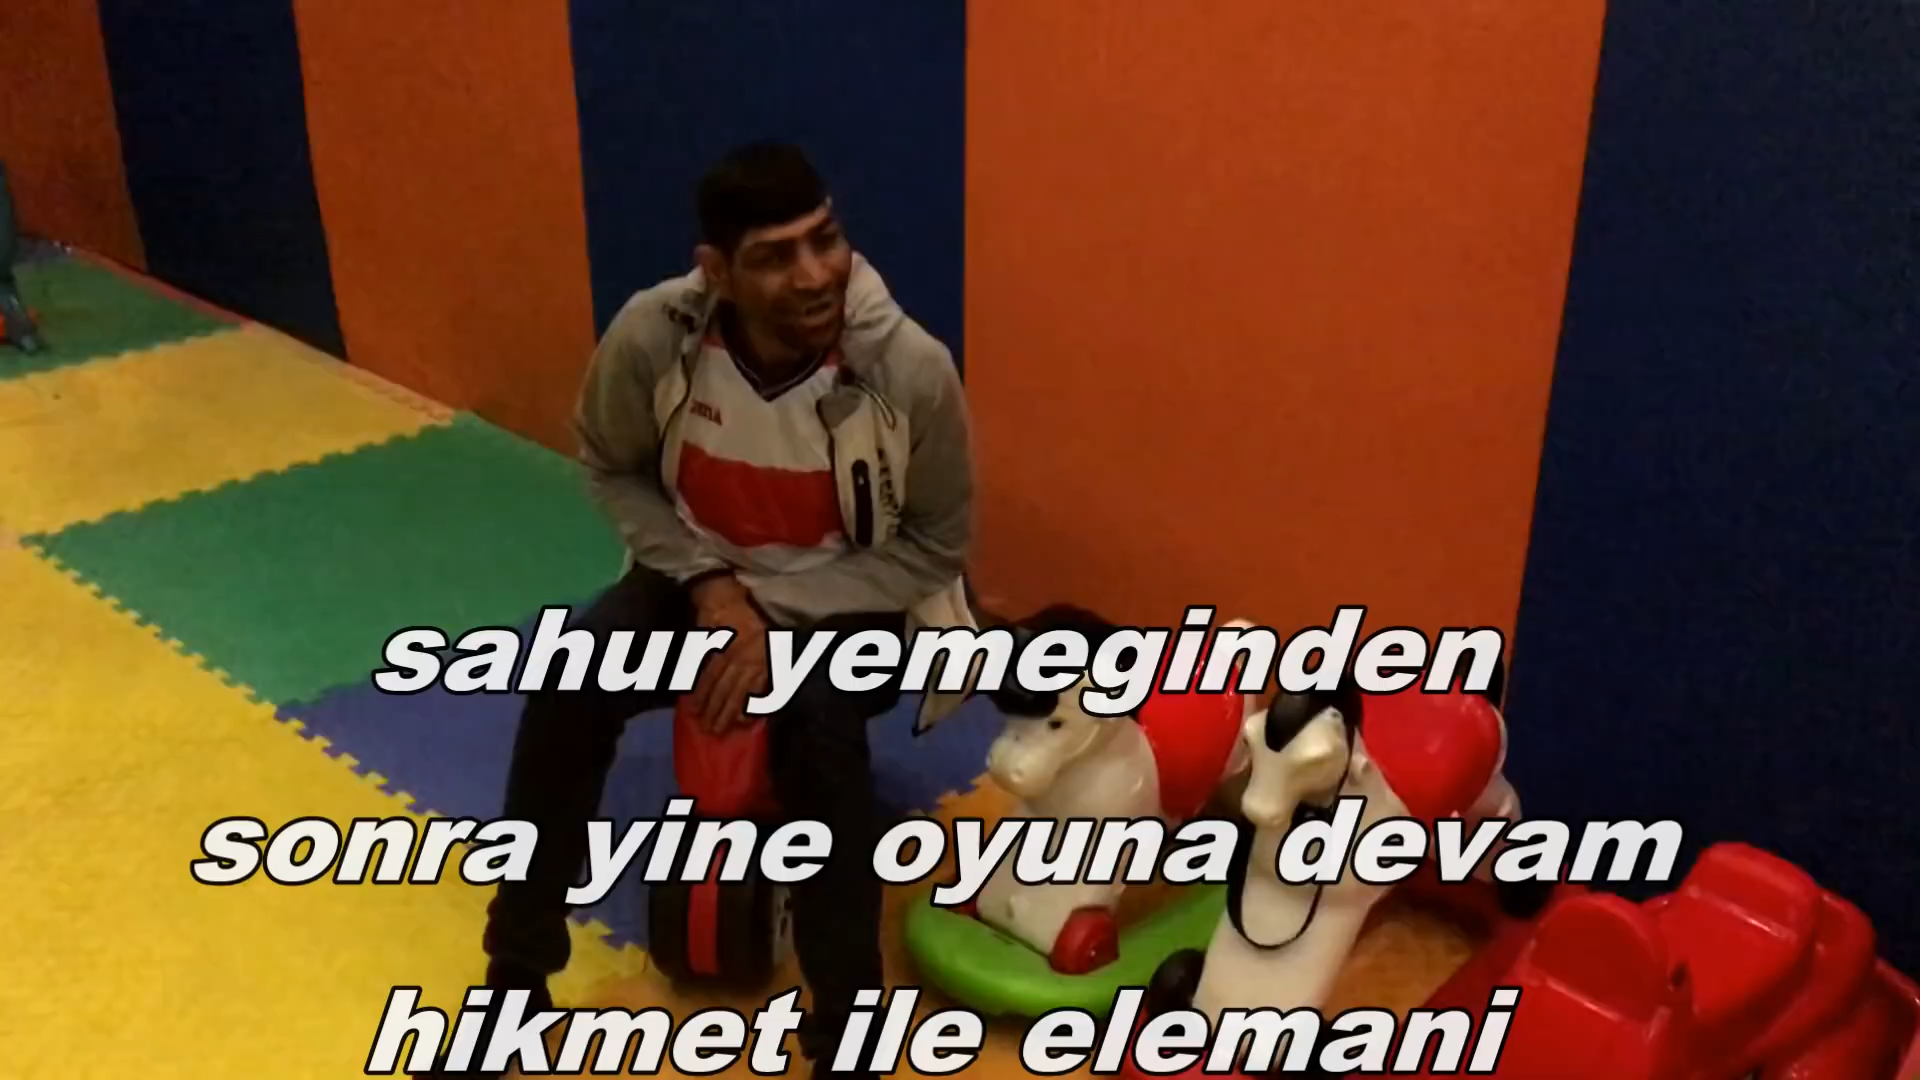 sahur yemeginden
sonra yine oyuna devam
hikmet ile elemani